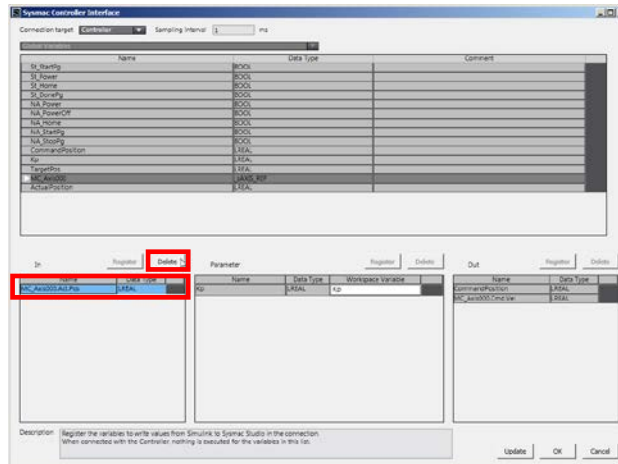 Sysmac Controller Interface
Connection target Controller Sampling Interval 1 ms
Global Variables
Name Data Type Comment
St_StartPg BOOL
St_Power BOOL
St_Home BOOL
St_DonePg BOOL
NA_Power BOOL
NA_PowerOff BOOL
NA_Home BOOL
NA_StartPg BOOL
NA_StopPg BOOL
CommandPosition LREAL
Kp LREAL
TargetPos LREAL
MC_Axis000 _sAXIS_REF
ActualPosition LREAL
In Register Delete Parameter Register Delete Out Register Delete
Name Data Type Name Data Type Workspace Variable Name Data Type
MC_Axis000.Act.Pos LREAL Kp LREAL Kp CommandPosition LREAL
MC_Axis000.Cmd.Vel LREAL
Description Register the variables to write values from Simulink to Sysmac Studio in the connection.
When connected with the Controller, nothing is executed for the variables in this list.
Update OK Cancel